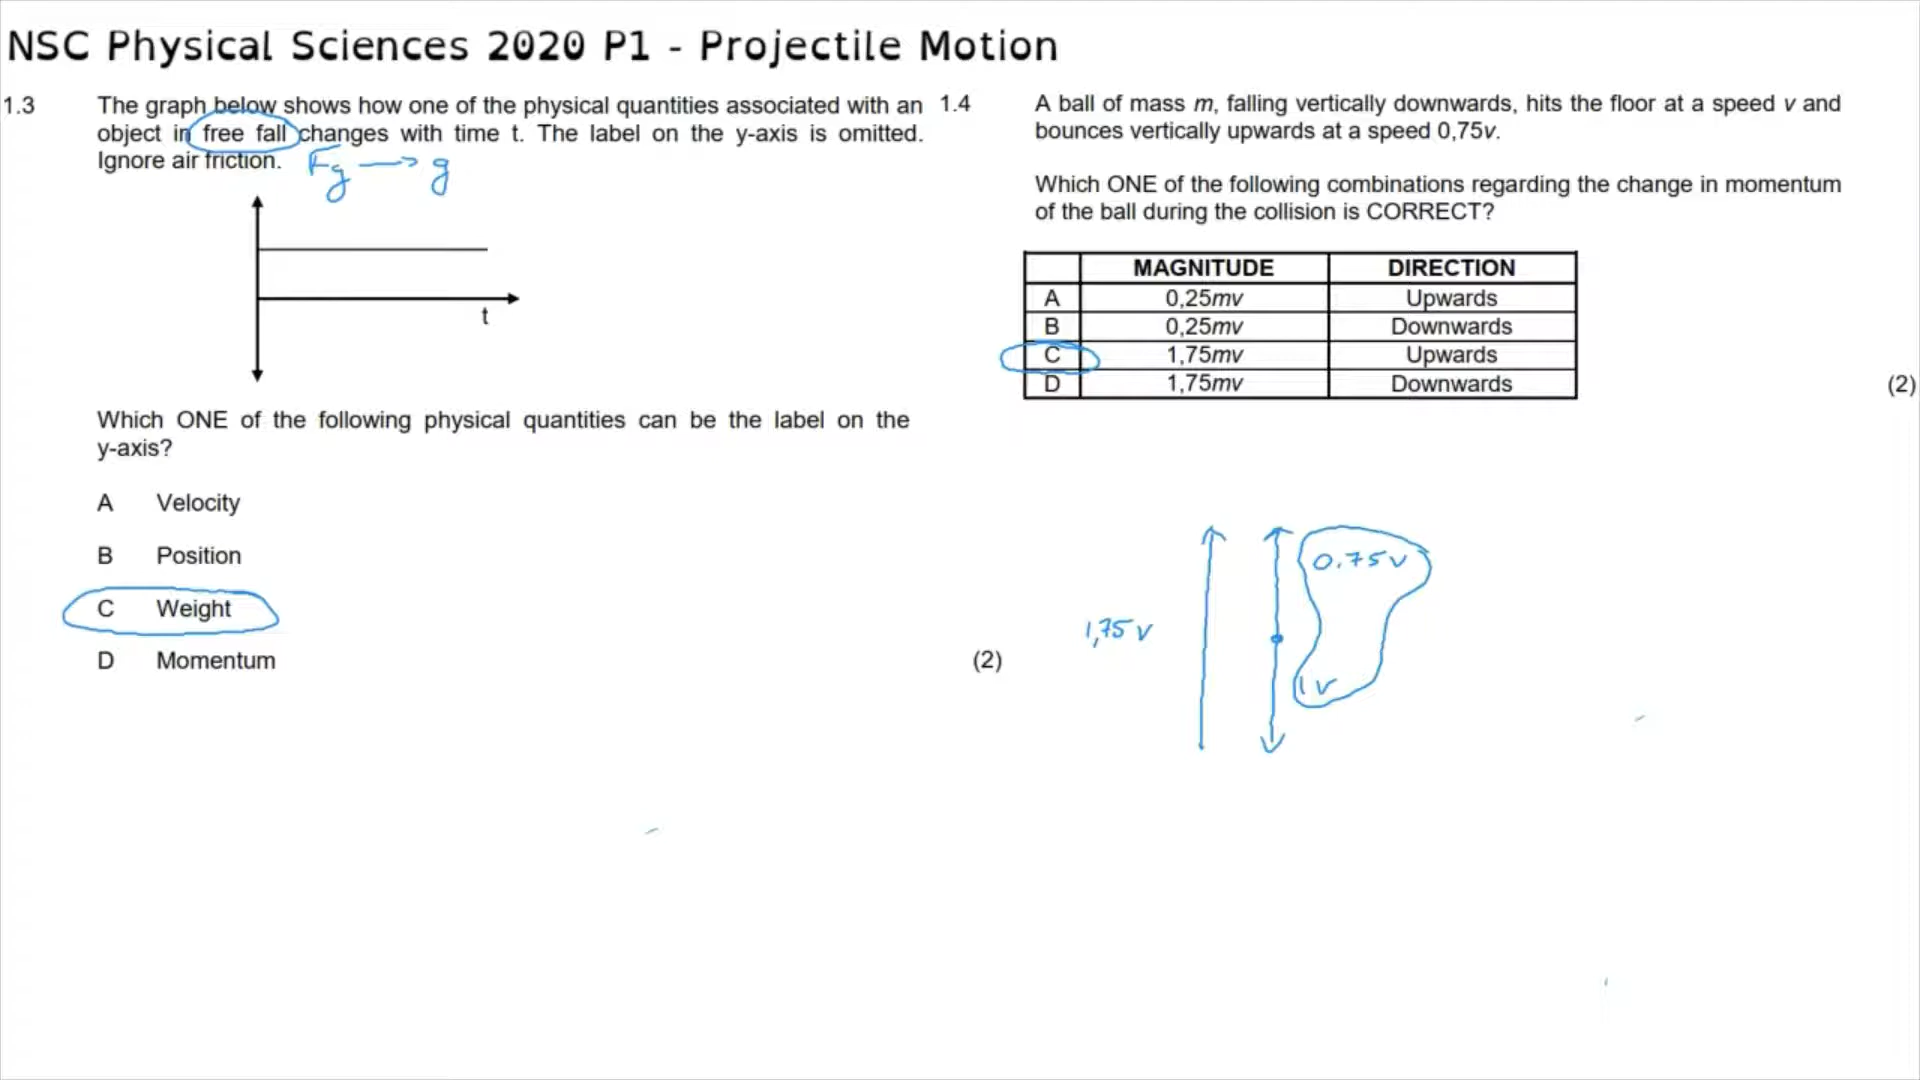 NSC Physical Sciences 2020 P1 - Projectile Motion
1.3 The graph below shows how one of the physical quantities associated with an
object in free fall changes with time t. The label on the y-axis is omitted.
Ignore air friction.
Fg → g
t
Which ONE of the following physical quantities can be the label on the
y-axis?
A Velocity
B Position
C Weight
D Momentum
(2)
1.4 A ball of mass m, falling vertically downwards, hits the floor at a speed v and
bounces vertically upwards at a speed 0,75v.
Which ONE of the following combinations regarding the change in momentum
of the ball during the collision is CORRECT?
MAGNITUDE DIRECTION
A 0,25mv Upwards
B 0,25mv Downwards
C 1,75mv Upwards
D 1,75mv Downwards
(2)
0.75v
1,75v
1v